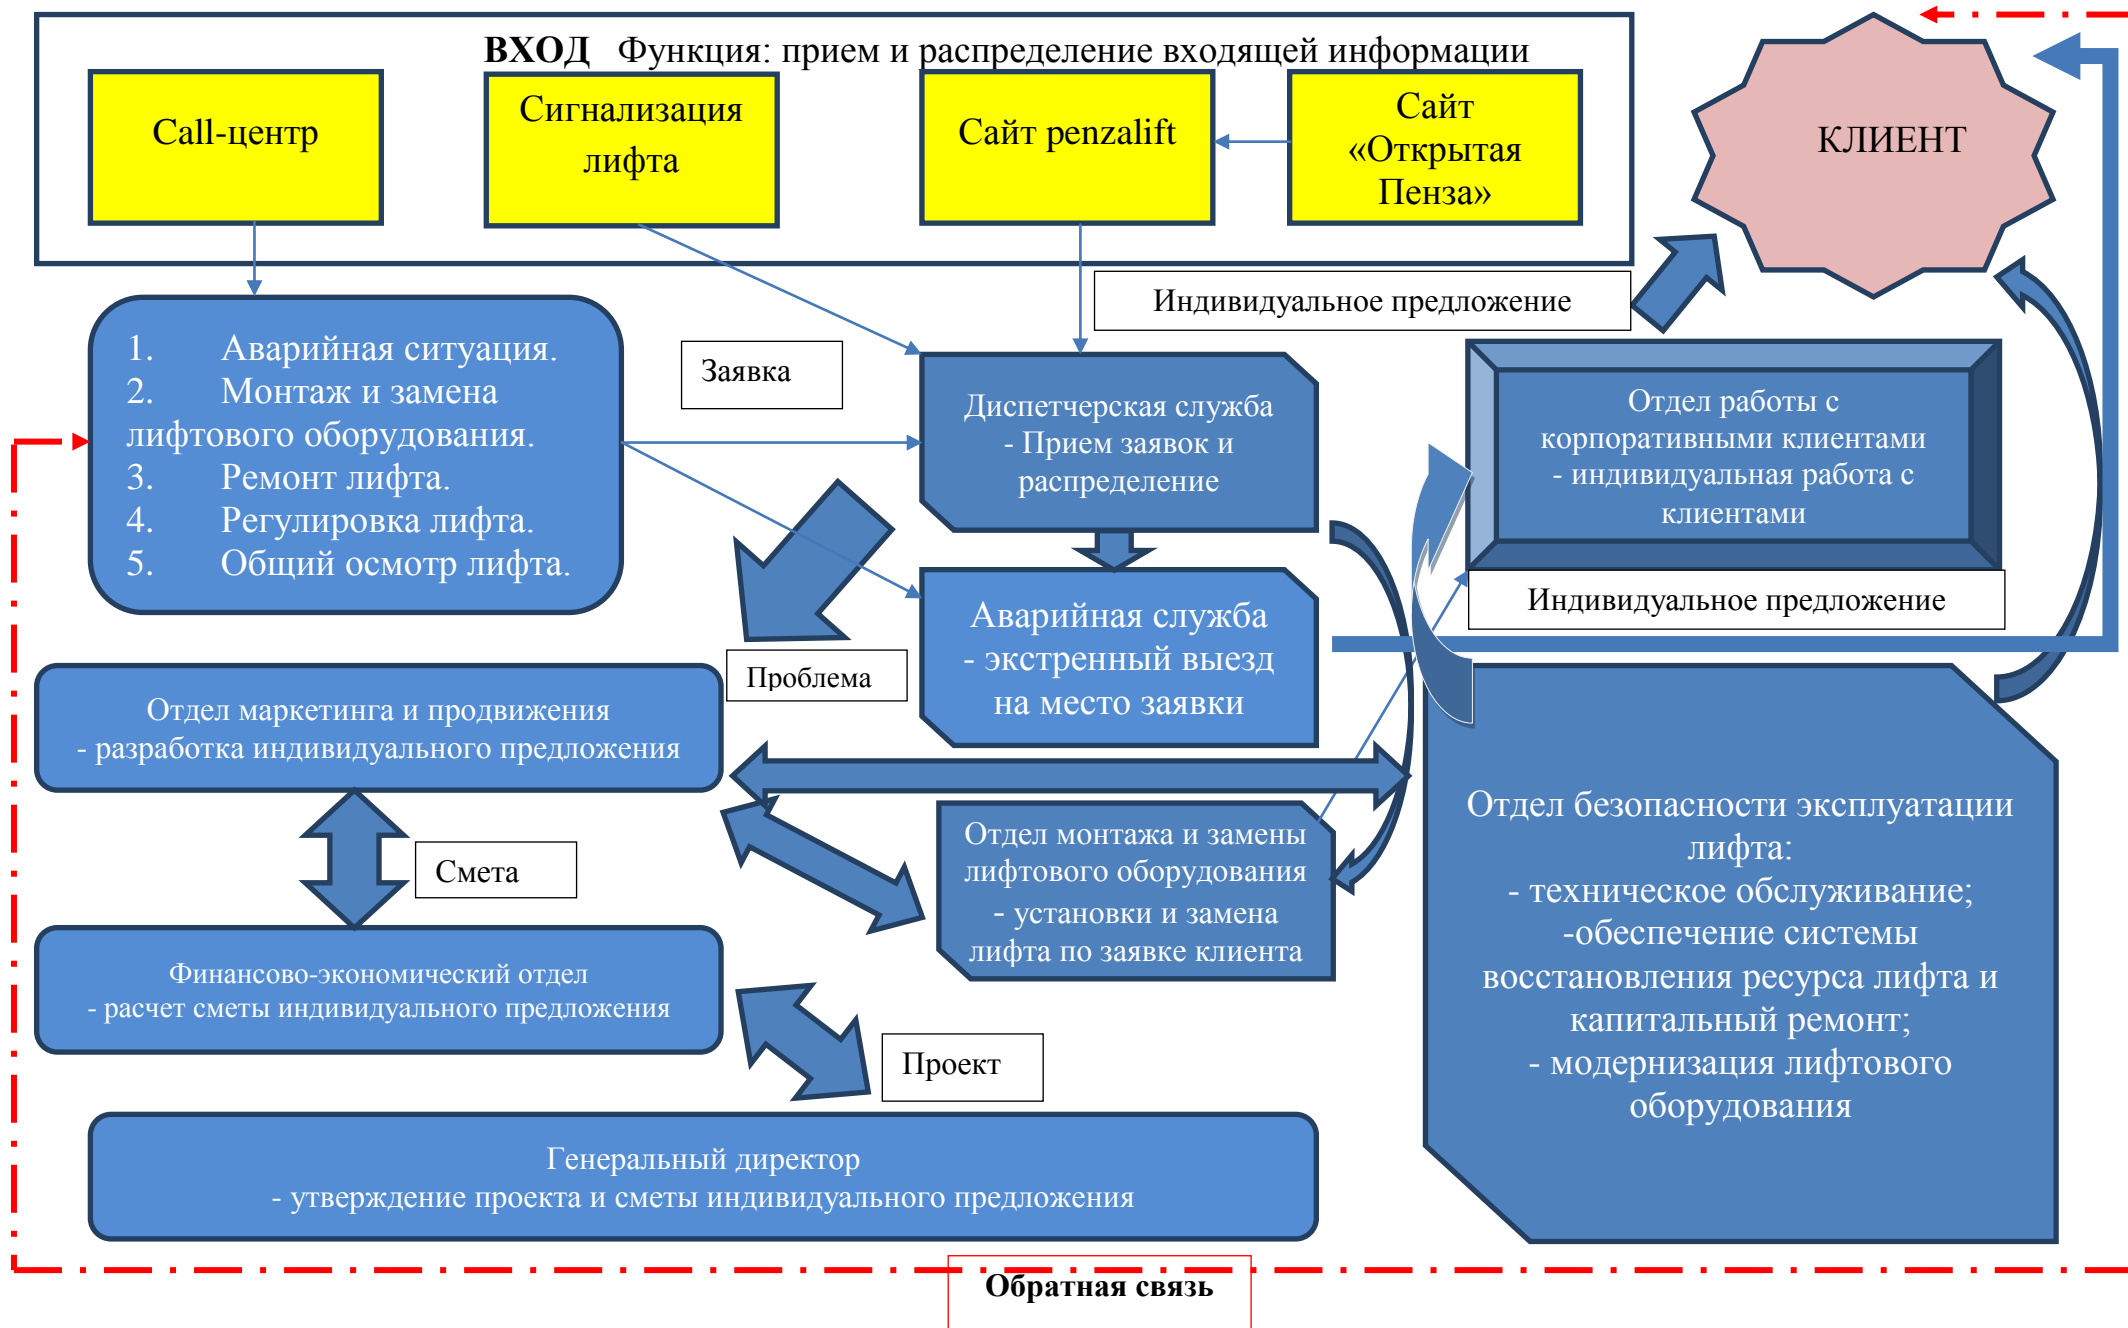 ВХОД Функция: прием и распределение входящей информации
Call-центр
Сигнализация
лифта
Сайт penzalift
Сайт
«Открытая
Пенза»
КЛИЕНТ
Индивидуальное предложение
1. Аварийная ситуация.
2. Монтаж и замена
лифтового оборудования.
3. Ремонт лифта.
4. Регулировка лифта.
5. Общий осмотр лифта.
Заявка
Диспетчерская служба
- Прием заявок и
распределение
Отдел работы с
корпоративными клиентами
- индивидуальная работа с
клиентами
Индивидуальное предложение
Аварийная служба
- экстренный выезд
на место заявки
Проблема
Отдел маркетинга и продвижения
- разработка индивидуального предложения
Смета
Отдел монтажа и замены
лифтового оборудования
- установки и замена
лифта по заявке клиента
Отдел безопасности эксплуатации
лифта:
- техническое обслуживание;
-обеспечение системы
восстановления ресурса лифта и
капитальный ремонт;
- модернизация лифтового
оборудования
Финансово-экономический отдел
- расчет сметы индивидуального предложения
Проект
Генеральный директор
- утверждение проекта и сметы индивидуального предложения
Обратная связь